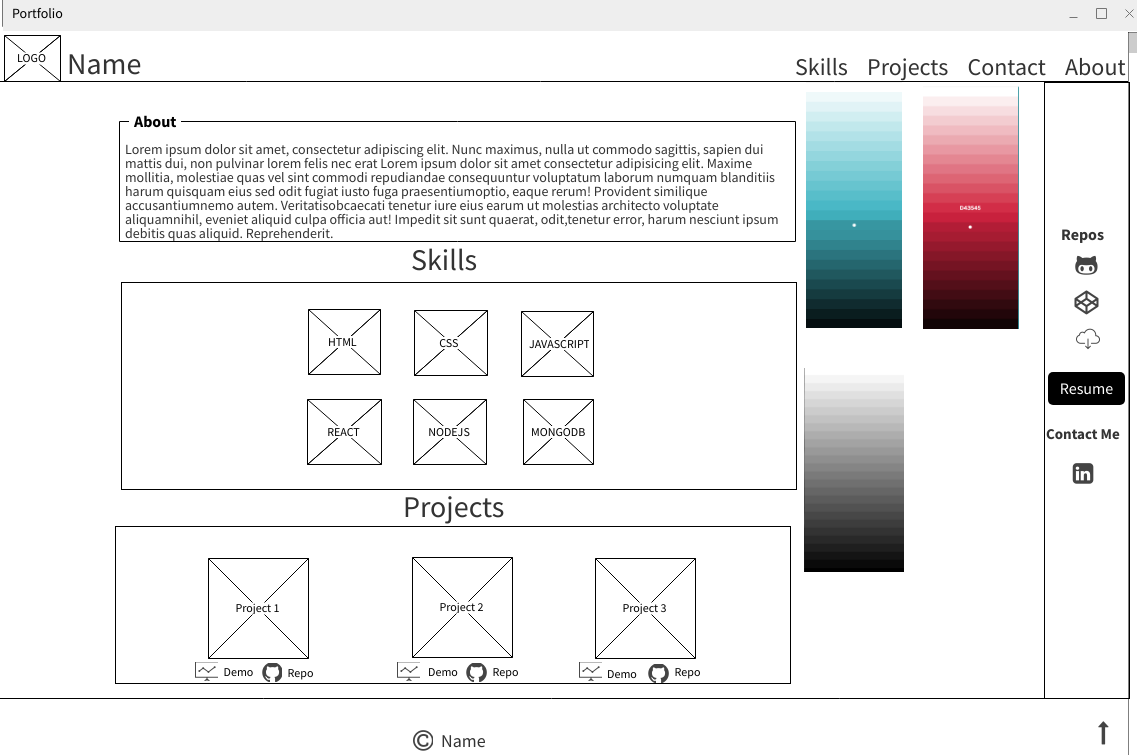 Portfolio
LOGO
Name
Skills Projects Contact About
About
Lorem ipsum dolor sit amet, consectetur adipiscing elit. Nunc maximus, nulla ut commodo sagittis, sapien dui
mattis dui, non pulvinar lorem felis nec erat Lorem ipsum dolor sit amet consectetur adipisicing elit. Maxime
mollitia, molestiae quas vel sint commodi repudiandae consequuntur voluptatum laborum numquam blanditiis
harum quisquam eius sed odit fugiat iusto fuga praesentiumoptio, eaque rerum! Provident similique
accusantiumnemo autem. Veritatisobcaecati tenetur iure eius earum ut molestias architecto voluptate
aliquamnihil, eveniet aliquid culpa officia aut! Impedit sit sunt quaerat, odit,tenetur error, harum nesciunt ipsum
debitis quas aliquid. Reprehenderit.
D43545
Skills
HTML CSS JAVASCRIPT
REACT NODEJS MONGODB
Projects
Project 1 Project 2 Project 3
Demo Repo Demo Repo Demo Repo
Repos
Resume
Contact Me
in
© Name